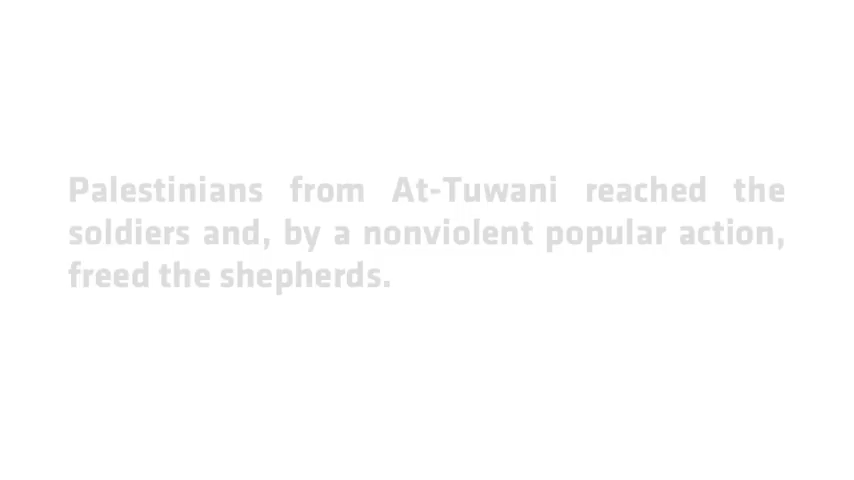 Palestinians from At-Tuwani reached the
soldiers and, by a nonviolent popular action,
freed the shepherds.